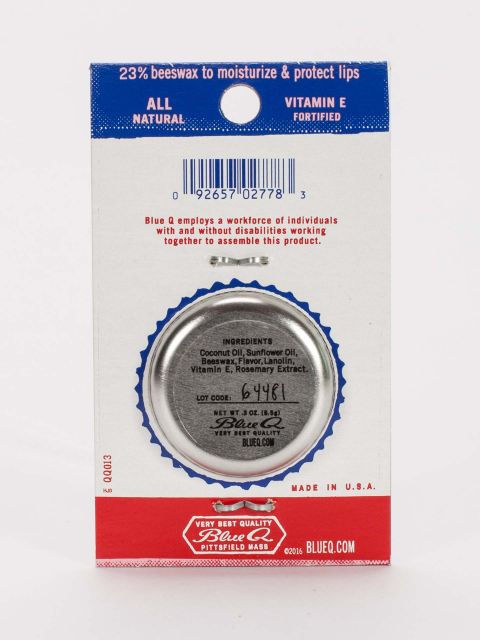 23% beeswax to moisturize & protect lips
ALL
NATURAL
VITAMIN E
FORTIFIED
0 92657 02778 3
Blue Q employs a workforce of individuals
with and without disabilities working
together to assemble this product.
INGREDIENTS
Coconut Oil, Sunflower Oil,
Beeswax, Flavor, Lanolin,
Vitamin E, Rosemary Extract.
LOT CODE: 64481
NET WT .3 OZ. (8.5g)
Blue Q
VERY BEST QUALITY
BLUEQ.COM
QQ013
MADE IN U.S.A.
VERY BEST QUALITY
Blue Q
PITTSFIELD MASS
©2016 BLUEQ.COM